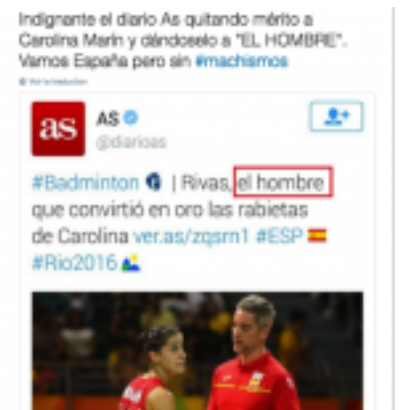 Indignante el diario As quitando mérito a
Carolina Marín y dándoselo a "EL HOMBRE".
Vamos España pero sin #machismos
as
AS
@diarioas
#Badminton | Rivas, el hombre
que convirtió en oro las rabietas
de Carolina ver.as/zqsrn1 #ESP
#Rio2016